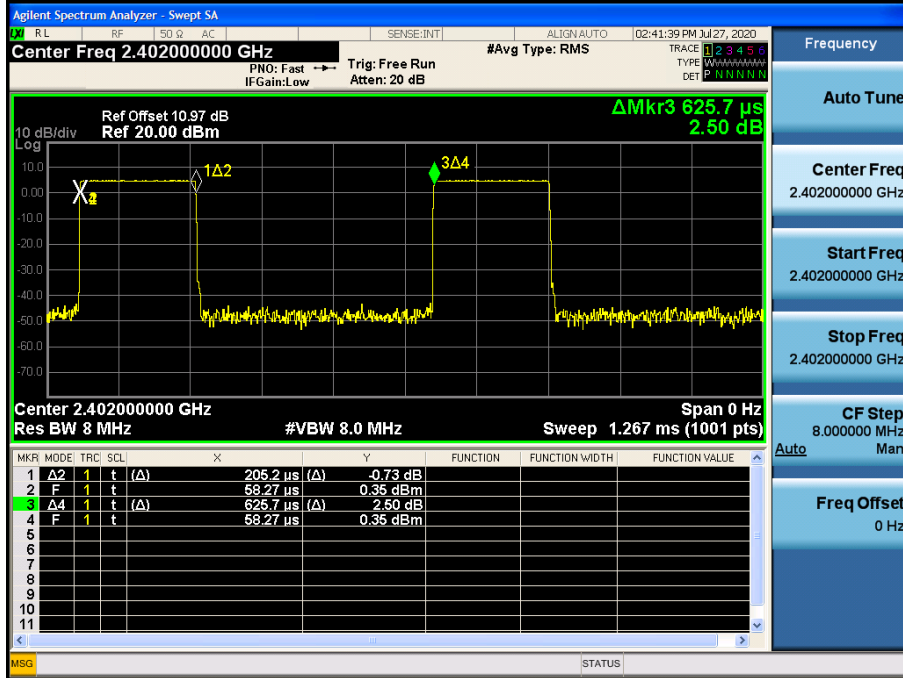 Agilent Spectrum Analyzer - Swept SA
LXI RL RF 50 Ω AC SENSE:INT ALIGN AUTO 02:41:39 PM Jul 27, 2020
Center Freq 2.402000000 GHz #Avg Type: RMS TRACE 1 2 3 4 5 6
PNO: Fast Trig: Free Run TYPE
IFGain:Low Atten: 20 dB DET P N N N N N
Frequency
Auto Tune
ΔMkr3 625.7 µs
2.50 dB
Ref Offset 10.97 dB
10 dB/div Ref 20.00 dBm
Log
10.0
0.00
-10.0
-20.0
-30.0
-40.0
-50.0
-60.0
-70.0
1Δ2
3Δ4
Center Freq
2.402000000 GHz
Start Freq
2.402000000 GHz
Stop Freq
2.402000000 GHz
Center 2.402000000 GHz Span 0 Hz
Res BW 8 MHz #VBW 8.0 MHz Sweep 1.267 ms (1001 pts)
CF Step
8.000000 MHz
Auto Man
Freq Offset
0 Hz
MKR MODE TRC SCL X Y FUNCTION FUNCTION WIDTH FUNCTION VALUE
1 Δ2 1 t (Δ) 205.2 µs (Δ) -0.73 dB
2 F 1 t 58.27 µs 0.35 dBm
3 Δ4 1 t (Δ) 625.7 µs (Δ) 2.50 dB
4 F 1 t 58.27 µs 0.35 dBm
5
6
7
8
9
10
11
MSG STATUS